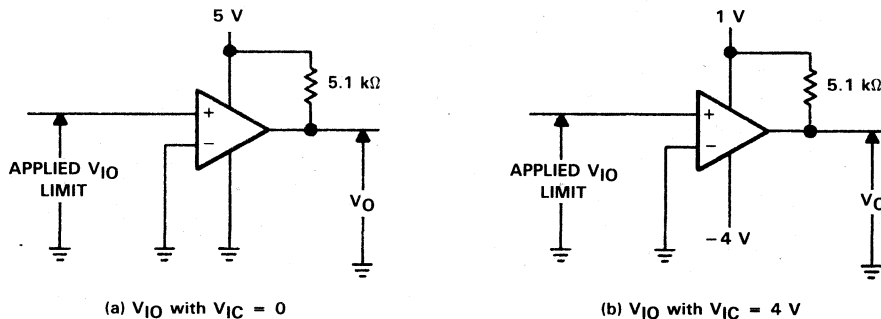 5 V
5.1 kΩ
+
−
APPLIED VIO
LIMIT
VO
(a) VIO with VIC = 0
1 V
5.1 kΩ
+
−
APPLIED VIO
LIMIT
−4 V
VO
(b) VIO with VIC = 4 V